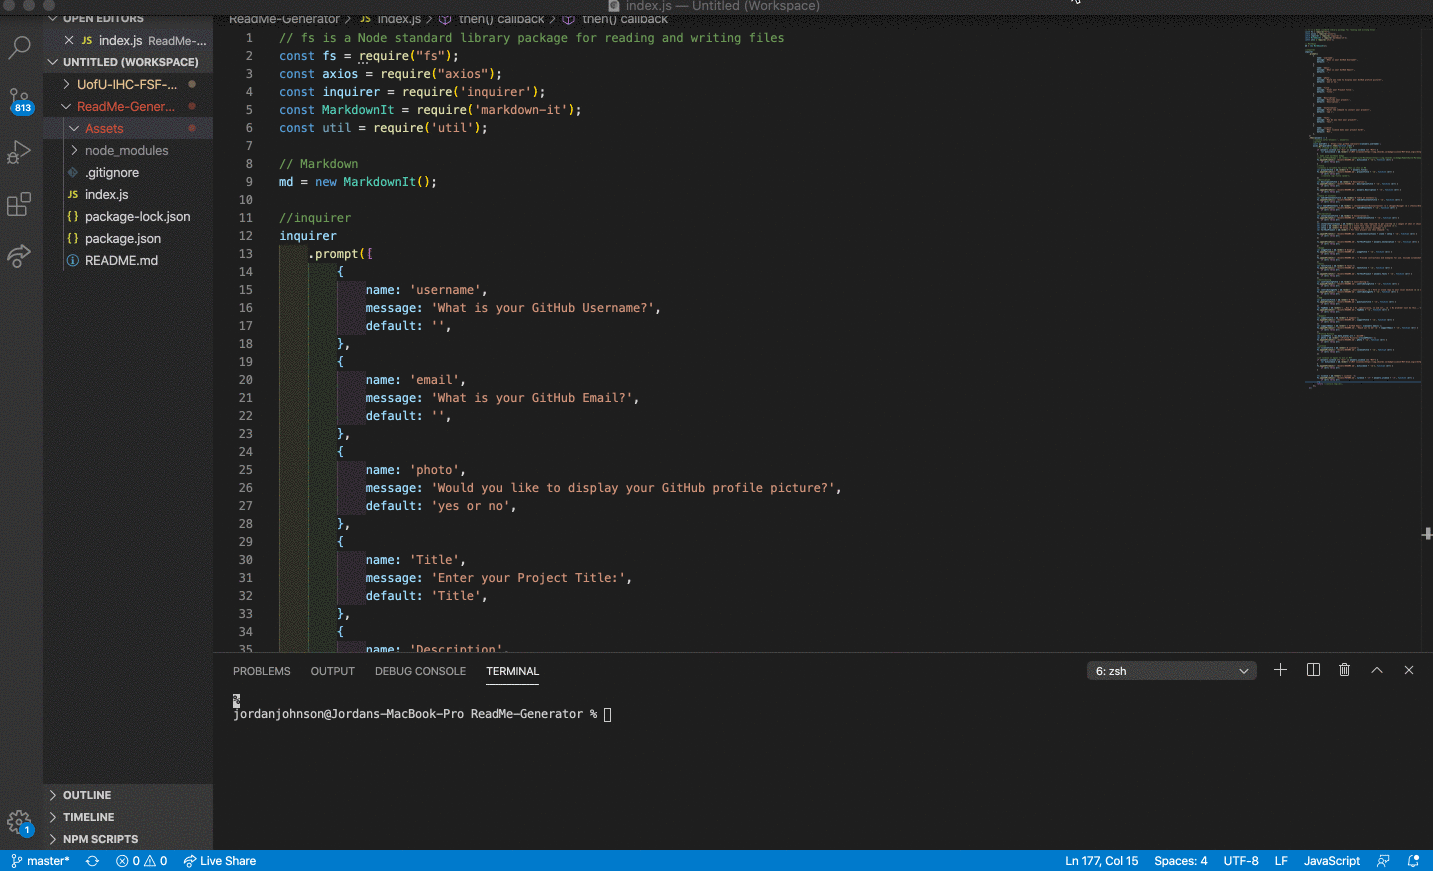 index.js — Untitled (Workspace)
OPEN EDITORS
JS index.js ReadMe-...
UNTITLED (WORKSPACE)
UofU-IHC-FSF-...
ReadMe-Gener...
Assets
node_modules
.gitignore
JS index.js
{} package-lock.json
{} package.json
README.md
813
OUTLINE
TIMELINE
NPM SCRIPTS
1
ReadMe-Generator > JS index.js > then() callback > then() callback
1 // fs is a Node standard library package for reading and writing files
2 const fs = require("fs");
3 const axios = require("axios");
4 const inquirer = require('inquirer');
5 const MarkdownIt = require('markdown-it');
6 const util = require('util');
7
8 // Markdown
9 md = new MarkdownIt();
10
11 //inquirer
12 inquirer
13 .prompt([
14 {
15 name: 'username',
16 message: 'What is your GitHub Username?',
17 default: '',
18 },
19 {
20 name: 'email',
21 message: 'What is your GitHub Email?',
22 default: '',
23 },
24 {
25 name: 'photo',
26 message: 'Would you like to display your GitHub profile picture?',
27 default: 'yes or no',
28 },
29 {
30 name: 'Title',
31 message: 'Enter your Project Title:',
32 default: 'Title',
33 },
34 {
35 name: 'Description',
PROBLEMS OUTPUT DEBUG CONSOLE TERMINAL 6: zsh
%
jordanjohnson@Jordans-MacBook-Pro ReadMe-Generator %
master* 0 0 Live Share Ln 177, Col 15 Spaces: 4 UTF-8 LF JavaScript